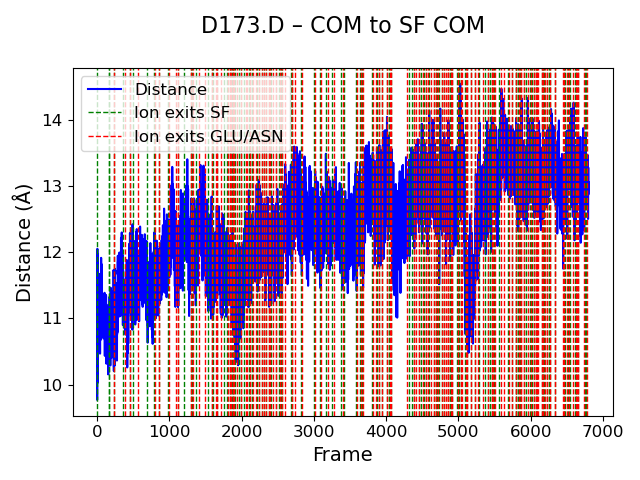 D173.D – COM to SF COM
Distance
Ion exits SF
Ion exits GLU/ASN
Distance (Å)
14
13
12
11
10
0 1000 2000 3000 4000 5000 6000 7000
Frame